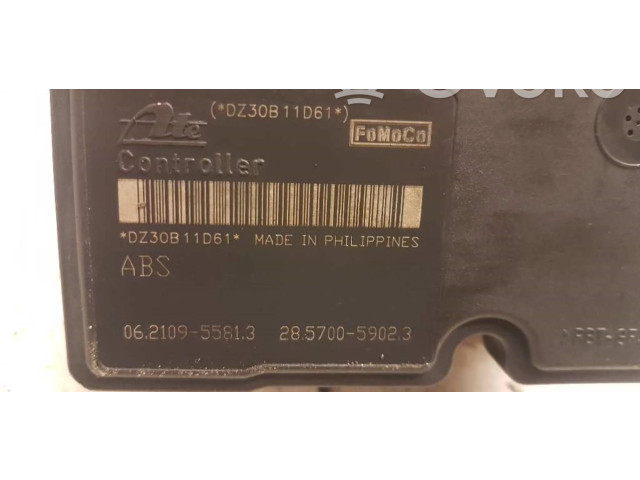 (*DZ30B11D61*)
Ate
FoMoCo
Controller
*DZ30B11D61* MADE IN PHILIPPINES
ABS
06.2109-5581.3 28.5700-5902.3